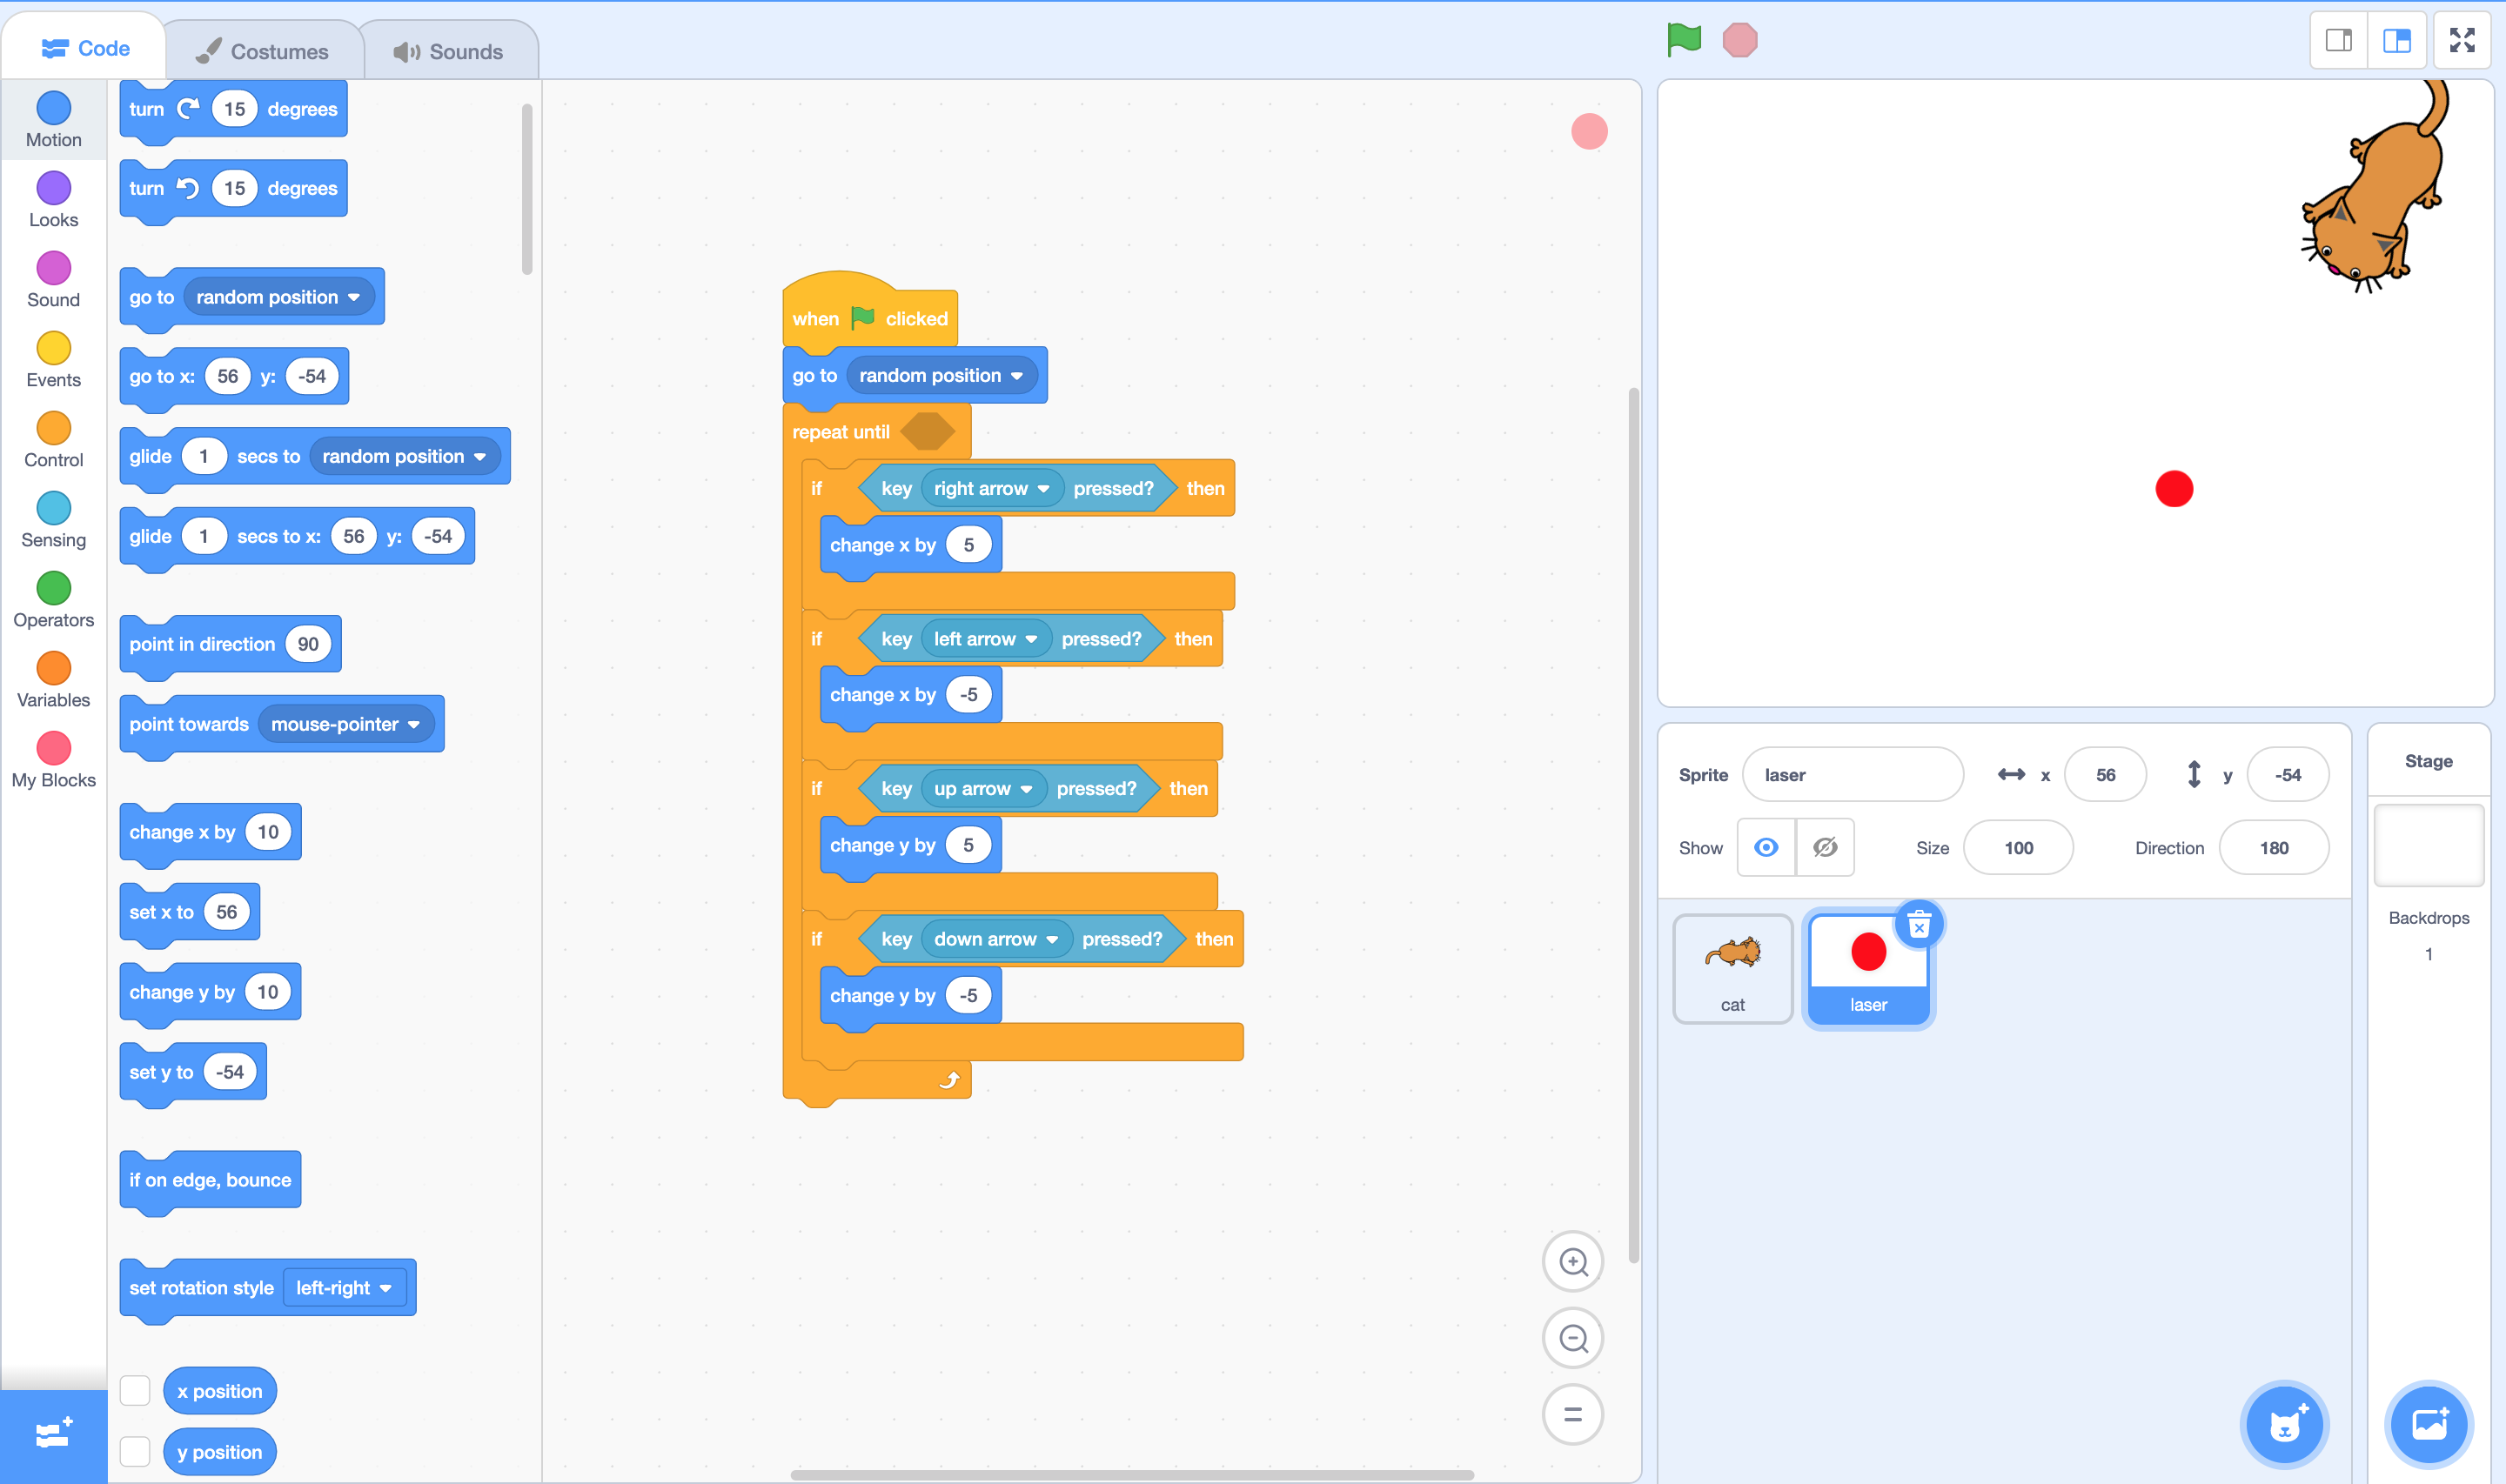 Code
Costumes
Sounds
Motion
Looks
Sound
Events
Control
Sensing
Operators
Variables
My Blocks
turn 15 degrees
turn 15 degrees
go to random position
go to x: 56 y: -54
glide 1 secs to random position
glide 1 secs to x: 56 y: -54
point in direction 90
point towards mouse-pointer
change x by 10
set x to 56
change y by 10
set y to -54
if on edge, bounce
set rotation style left-right
x position
y position
when clicked
go to random position
repeat until
if key right arrow pressed? then
change x by 5
if key left arrow pressed? then
change x by -5
if key up arrow pressed? then
change y by 5
if key down arrow pressed? then
change y by -5
Sprite laser x 56 y -54
Show Size 100 Direction 180
cat
laser
Stage
Backdrops
1